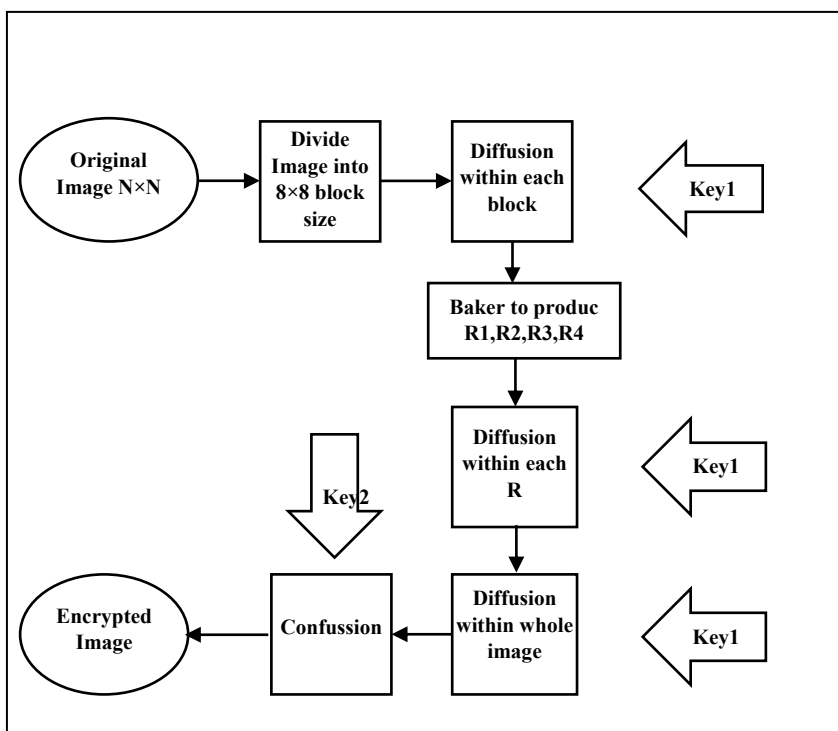 Original
Image N×N
Divide
Image into
8×8 block
size
Diffusion
within each
block
Key1
Baker to produc
R1,R2,R3,R4
Diffusion
within each
R
Key1
Key2
Encrypted
Image
Confussion
Diffusion
within whole
image
Key1